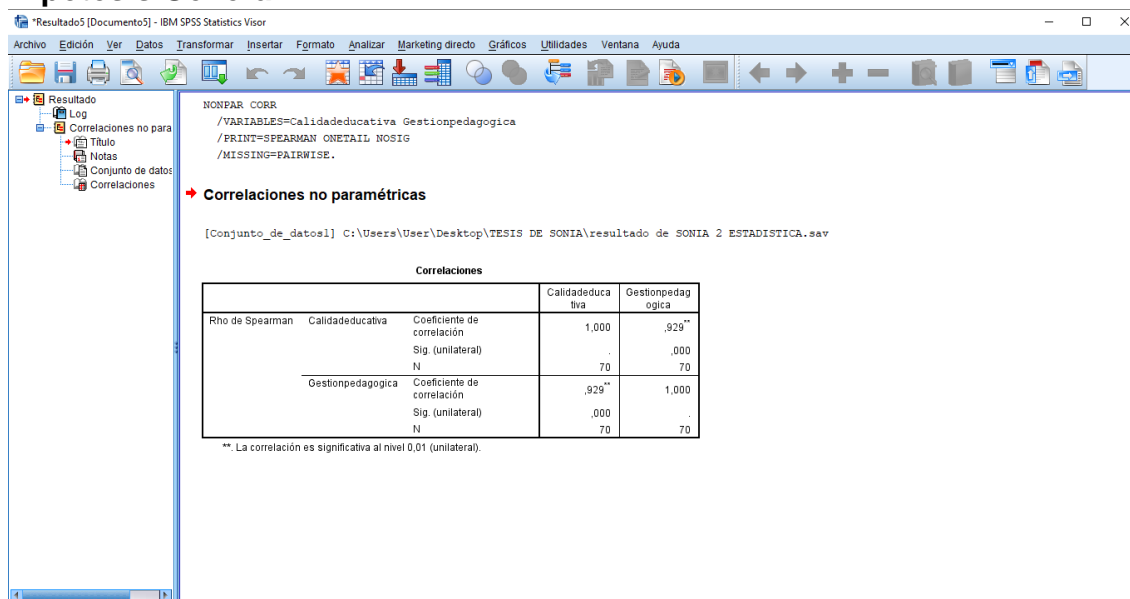 *Resultado5 [Documento5] - IBM SPSS Statistics Visor
Archivo Edición Ver Datos Transformar Insertar Formato Analizar Marketing directo Gráficos Utilidades Ventana Ayuda
Resultado
Log
Correlaciones no para
Título
Notas
Conjunto de datos
Correlaciones
NONPAR CORR
/VARIABLES=Calidadeducativa Gestionpedagogica
/PRINT=SPEARMAN ONETAIL NOSIG
/MISSING=PAIRWISE.
Correlaciones no paramétricas
[Conjunto_de_datos1] C:\Users\User\Desktop\TESIS DE SONIA\resultado de SONIA 2 ESTADISTICA.sav
Correlaciones
Calidadeduca
tiva
Gestionpedag
ogica
Rho de Spearman Calidadeducativa Coeficiente de
correlación 1,000 ,929**
Sig. (unilateral) . ,000
N 70 70
Gestionpedagogica Coeficiente de
correlación ,929** 1,000
Sig. (unilateral) ,000 .
N 70 70
**. La correlación es significativa al nivel 0,01 (unilateral).